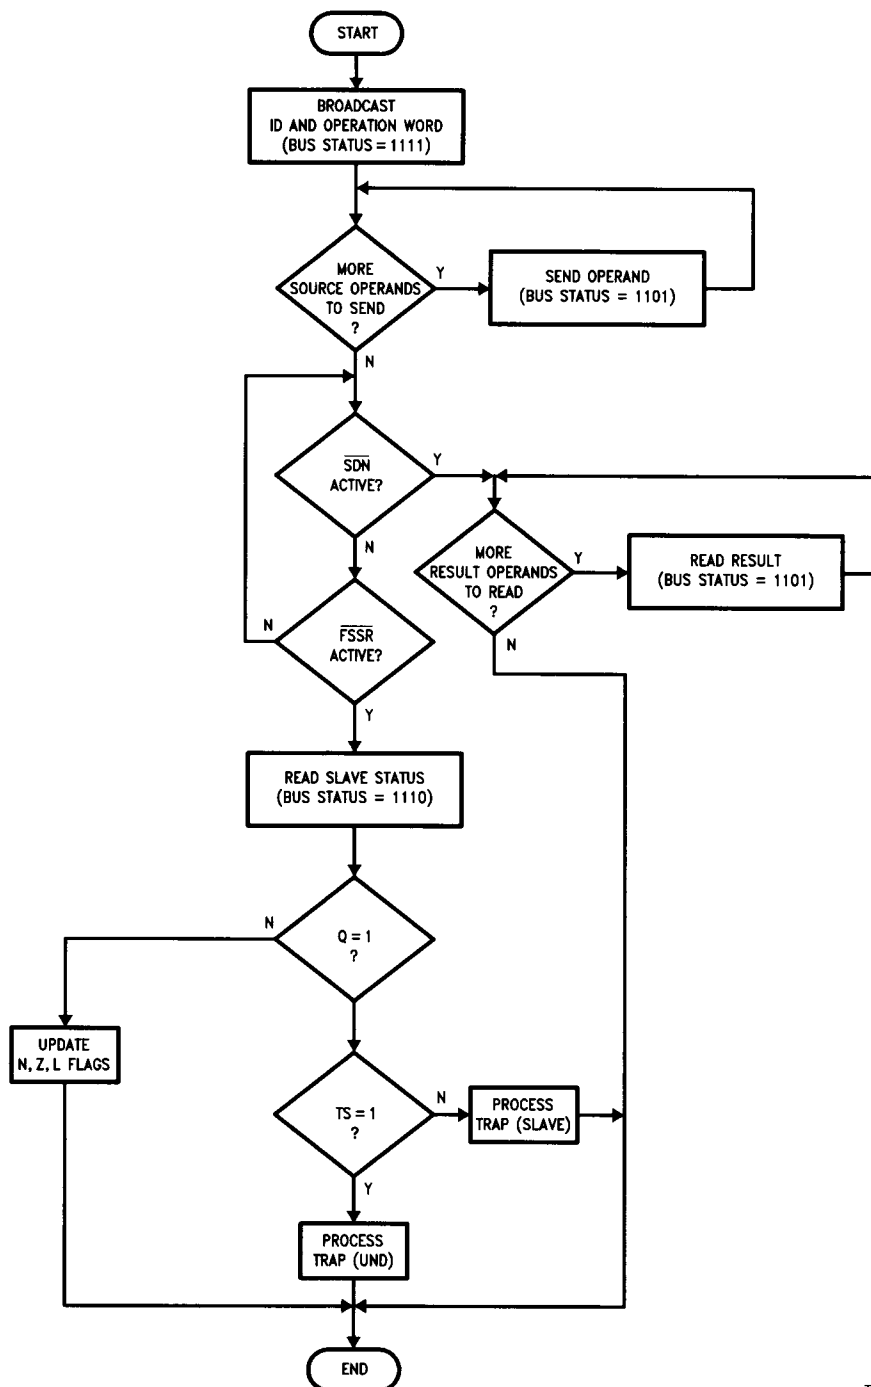 START
BROADCAST
ID AND OPERATION WORD
(BUS STATUS = 1111)
MORE
SOURCE OPERANDS
TO SEND
?
Y
SEND OPERAND
(BUS STATUS = 1101)
N
SDN
ACTIVE?
Y
N
MORE
RESULT OPERANDS
TO READ
?
Y
READ RESULT
(BUS STATUS = 1101)
N
FSSR
ACTIVE?
N
Y
READ SLAVE STATUS
(BUS STATUS = 1110)
N
Q = 1
?
UPDATE
N, Z, L FLAGS
TS = 1
?
N
PROCESS
TRAP (SLAVE)
Y
PROCESS
TRAP (UND)
END